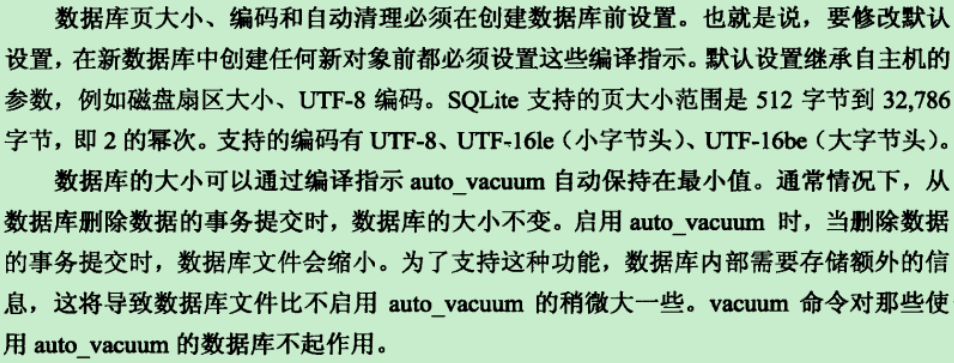 数据库页大小、编码和自动清理必须在创建数据库前设置。也就是说，要修改默认
设置，在新数据库中创建任何新对象前都必须设置这些编译指示。默认设置继承自主机的
参数，例如磁盘扇区大小、UTF-8 编码。SQLite 支持的页大小范围是 512 字节到 32,786
字节，即 2 的幂次。支持的编码有 UTF-8、UTF-16le（小字节头）、UTF-16be（大字节头）。
数据库的大小可以通过编译指示 auto_vacuum 自动保持在最小值。通常情况下，从
数据库删除数据的事务提交时，数据库的大小不变。启用 auto_vacuum 时，当删除数据
的事务提交时，数据库文件会缩小。为了支持这种功能，数据库内部需要存储额外的信
息，这将导致数据库文件比不启用 auto_vacuum 的稍微大一些。vacuum 命令对那些使
用 auto_vacuum 的数据库不起作用。